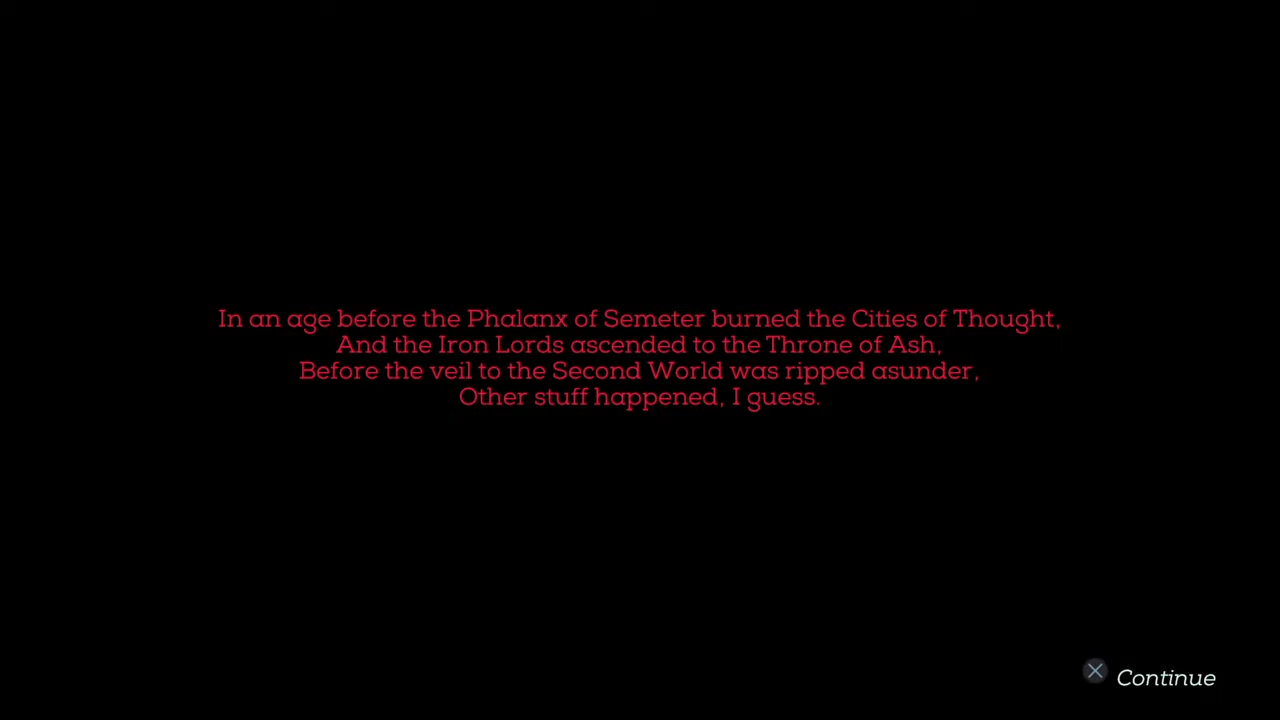 In an age before the Phalanx of Semeter burned the Cities of Thought,
And the Iron Lords ascended to the Throne of Ash,
Before the veil to the Second World was ripped asunder,
Other stuff happened, I guess.
Continue